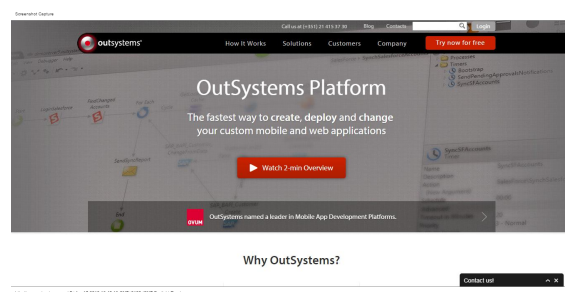 Screenshot Capture
Call us at (+351) 21 415 37 30 Blog Contacts Login
outsystems
How It Works Solutions Customers Company Try now for free
OutSystems Platform
The fastest way to create, deploy and change
your custom mobile and web applications
Watch 2-min Overview
OVUM OutSystems named a leader in Mobile App Development Platforms.
Why OutSystems?
Contact us!